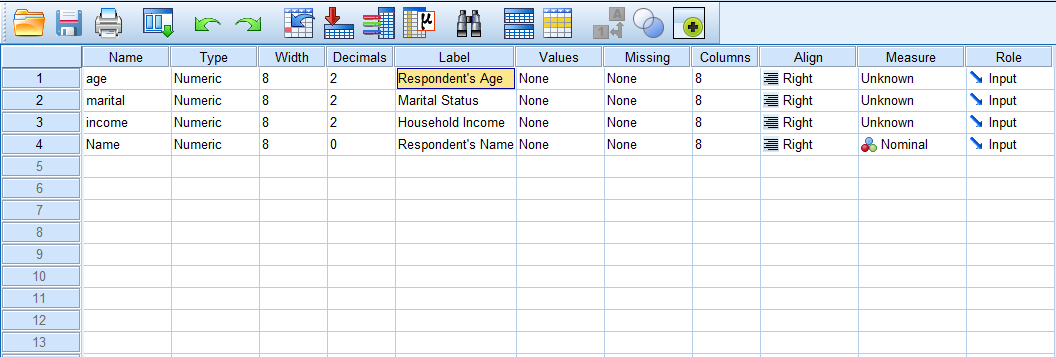 Name Type Width Decimals Label Values Missing Columns Align Measure Role
1 age Numeric 8 2 Respondent's Age None None 8 Right Unknown Input
2 marital Numeric 8 2 Marital Status None None 8 Right Unknown Input
3 income Numeric 8 2 Household Income None None 8 Right Unknown Input
4 Name Numeric 8 0 Respondent's Name None None 8 Right Nominal Input
5
6
7
8
9
10
11
12
13